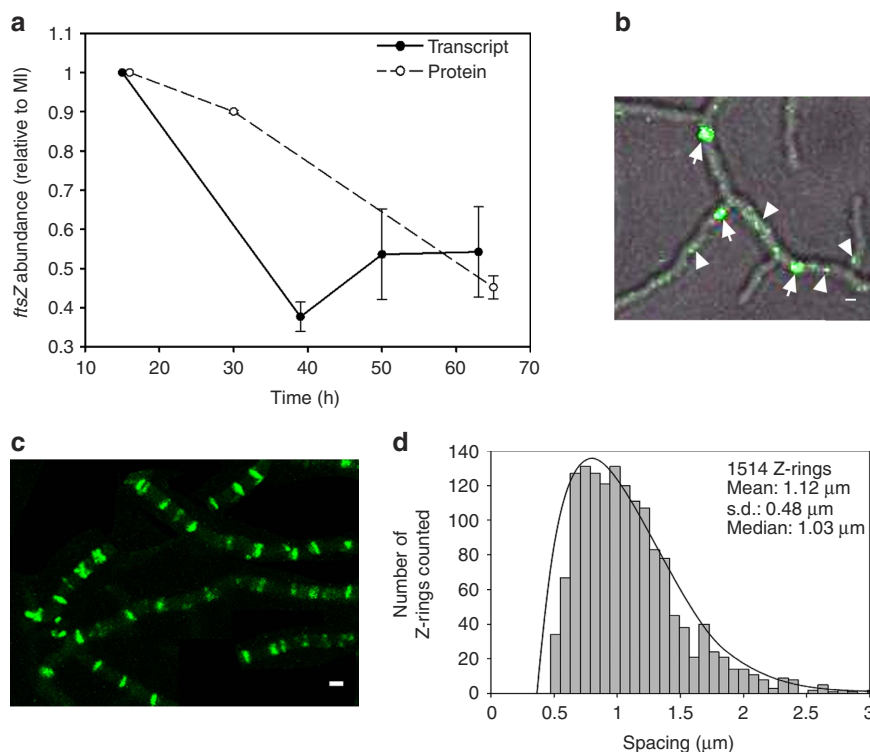 a
1.1
1
0.9
0.8
0.7
0.6
0.5
0.4
0.3
10 20 30 40 50 60 70
Time (h)
ftsZ abundance (relative to MI)
Transcript
Protein
b
c
d
140
120
100
80
60
40
20
0
0 0.5 1 1.5 2 2.5 3
Spacing (μm)
Number of
Z-rings counted
1514 Z-rings
Mean: 1.12 μm
s.d.: 0.48 μm
Median: 1.03 μm